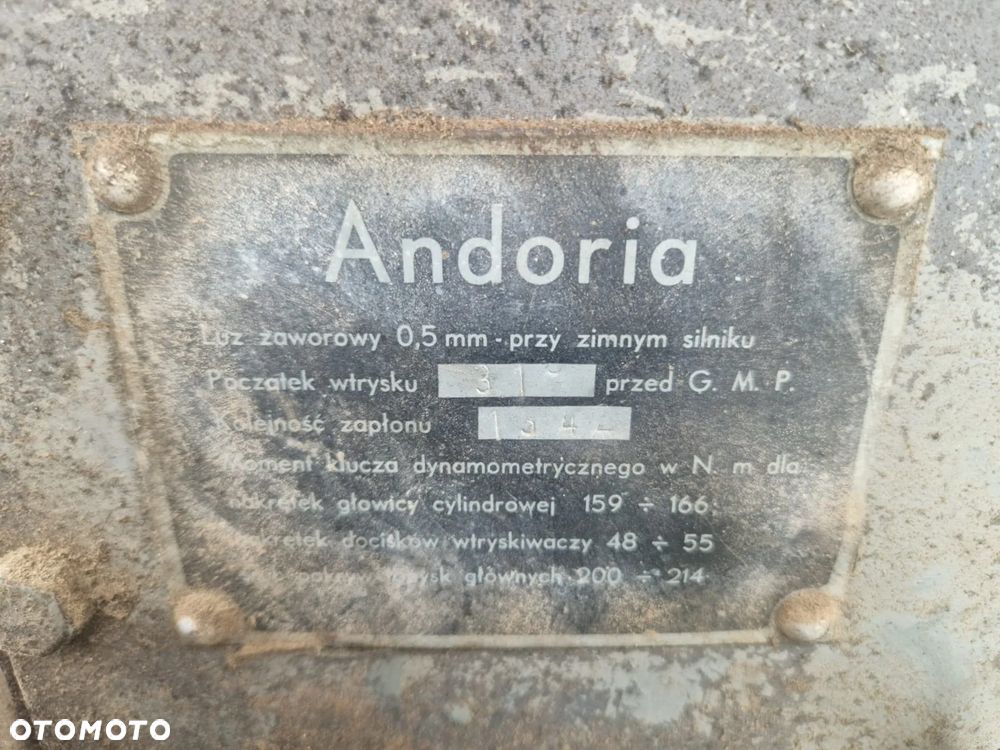 Andoria
Luz zaworowy 0,5 mm - przy zimnym silniku
Początek wtrysku 31° przed G. M. P.
Kolejność zapłonu
Moment klucza dynamometrycznego w N. m dla:
nakrętek głowicy cylindrowej 159 ÷ 166;
nakrętek docisków wtryskiwaczy 48 ÷ 55
pokryw łożysk głównych 200 ÷ 214
OTOMOTO